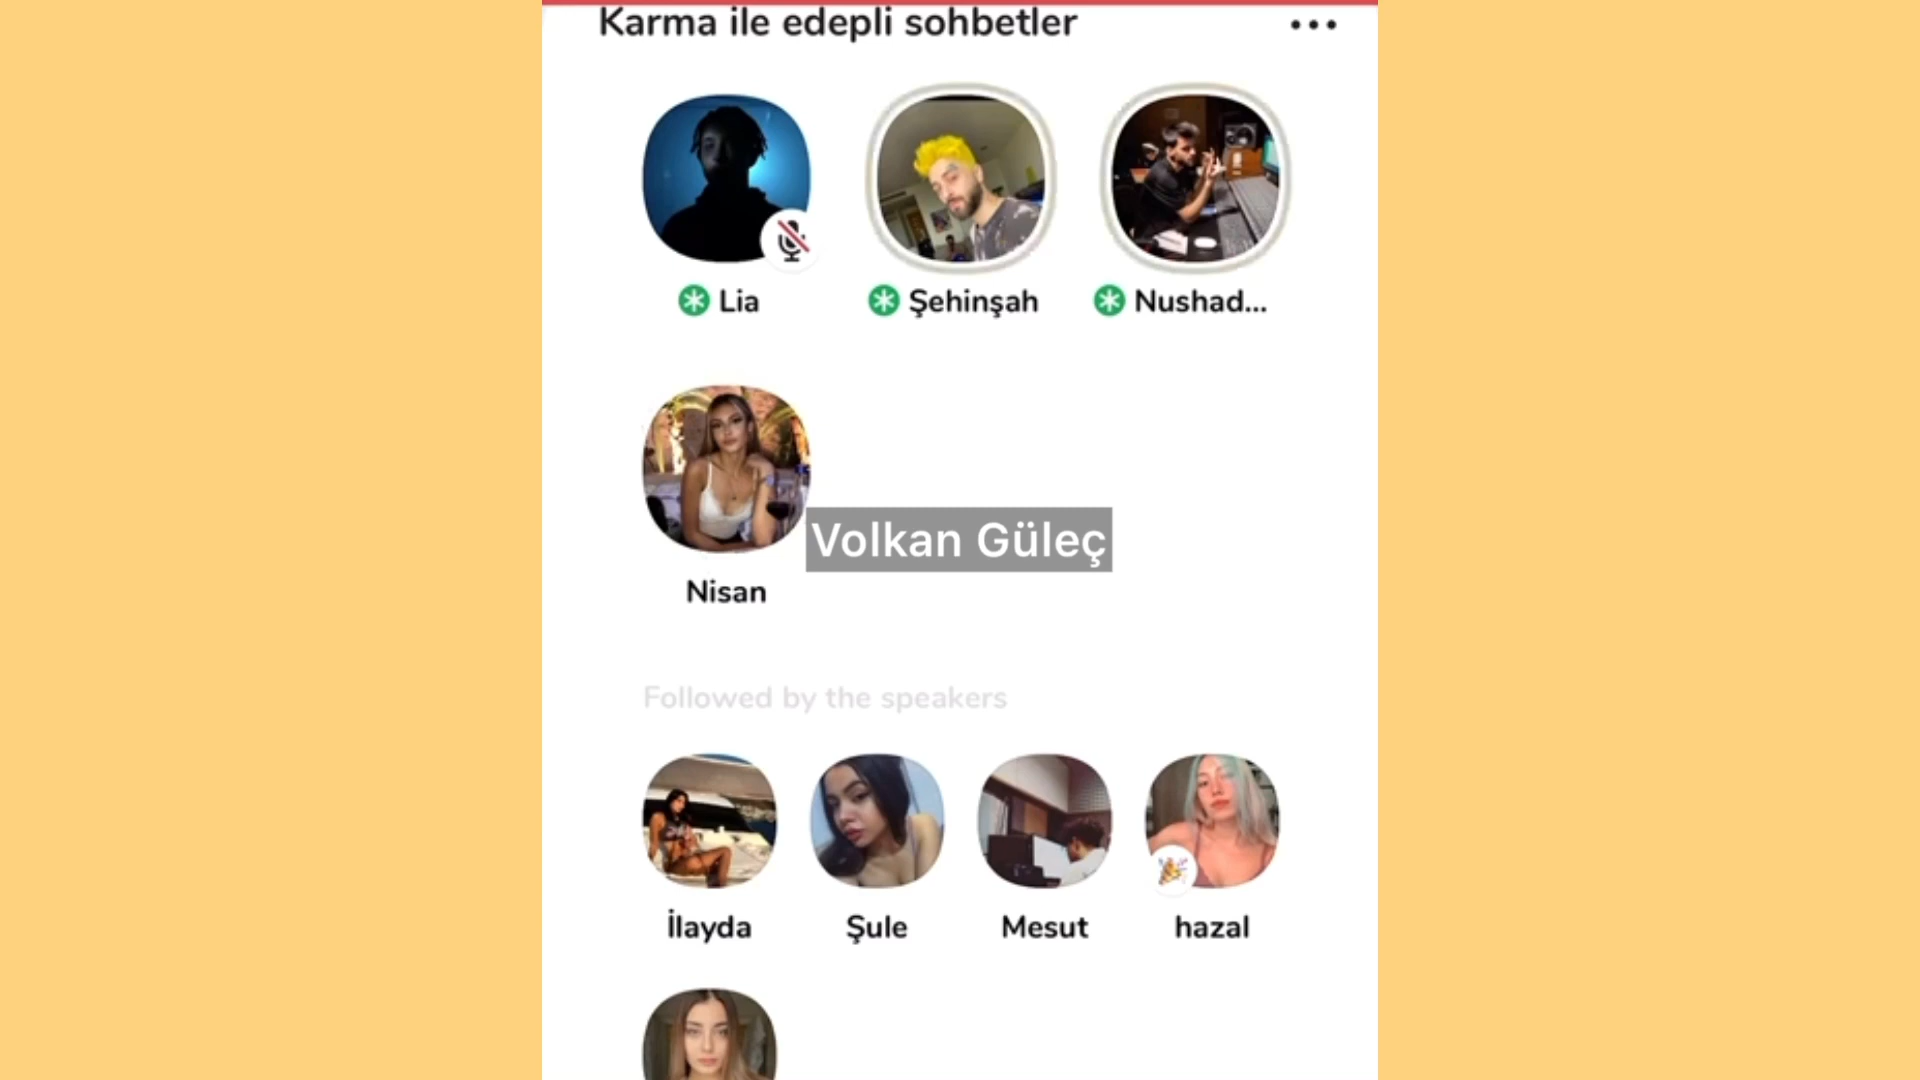 Karma ile edepli sohbetler
Lia
Şehinşah
Nushad...
Nisan
Volkan Güleç
Followed by the speakers
İlayda
Şule
Mesut
hazal